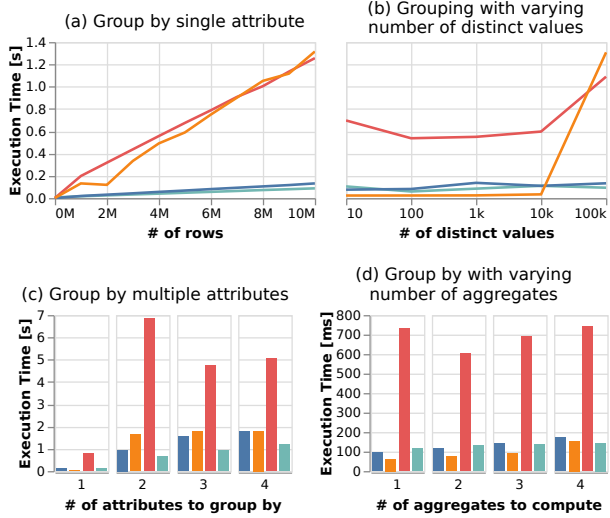 (a) Group by single attribute
Execution Time [s]
1.4
1.2
1.0
0.8
0.6
0.4
0.2
0.0
0M 2M 4M 6M 8M 10M
# of rows
(b) Grouping with varying
number of distinct values
10 100 1k 10k 100k
# of distinct values
(c) Group by multiple attributes
Execution Time [s]
7
6
5
4
3
2
1
0
1 2 3 4
# of attributes to group by
(d) Group by with varying
number of aggregates
Execution Time [ms]
800
700
600
500
400
300
200
100
0
1 2 3 4
# of aggregates to compute